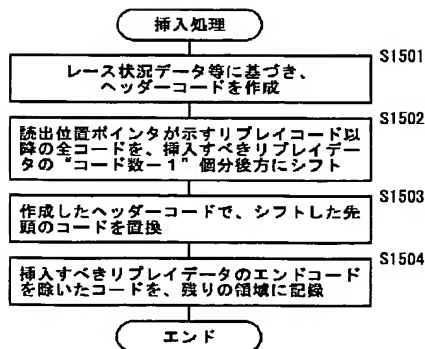 挿入処理
S1501
レース状況データ等に基づき、
ヘッダーコードを作成
S1502
読出位置ポインタが示すリプレイコード以
降の全コードを、挿入すべきリプレイデー
タの“コード数－1”個分後方にシフト
S1503
作成したヘッダーコードで、シフトした先
頭のコードを置換
S1504
挿入すべきリプレイデータのエンドコード
を除いたコードを、残りの領域に記録
エンド